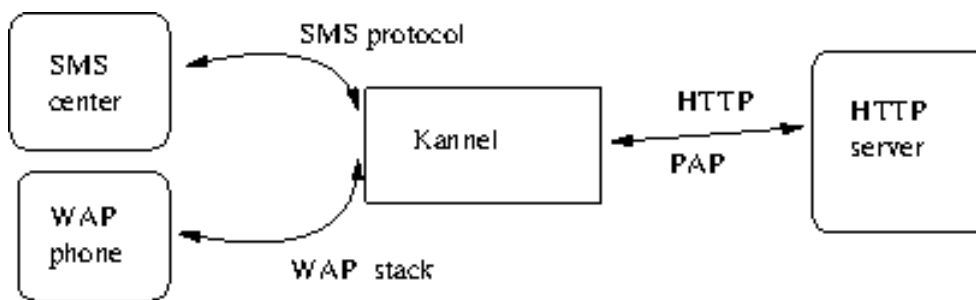 SMS protocol
SMS
center
Kannel
HTTP
PAP
HTTP
server
WAP
phone
WAP stack